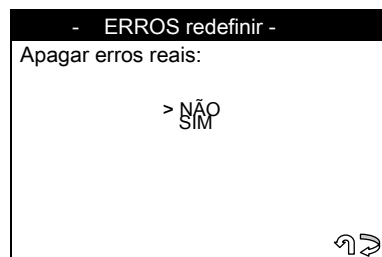 - ERROS redefinir -
Apagar erros reais:
> NÃO
SIM